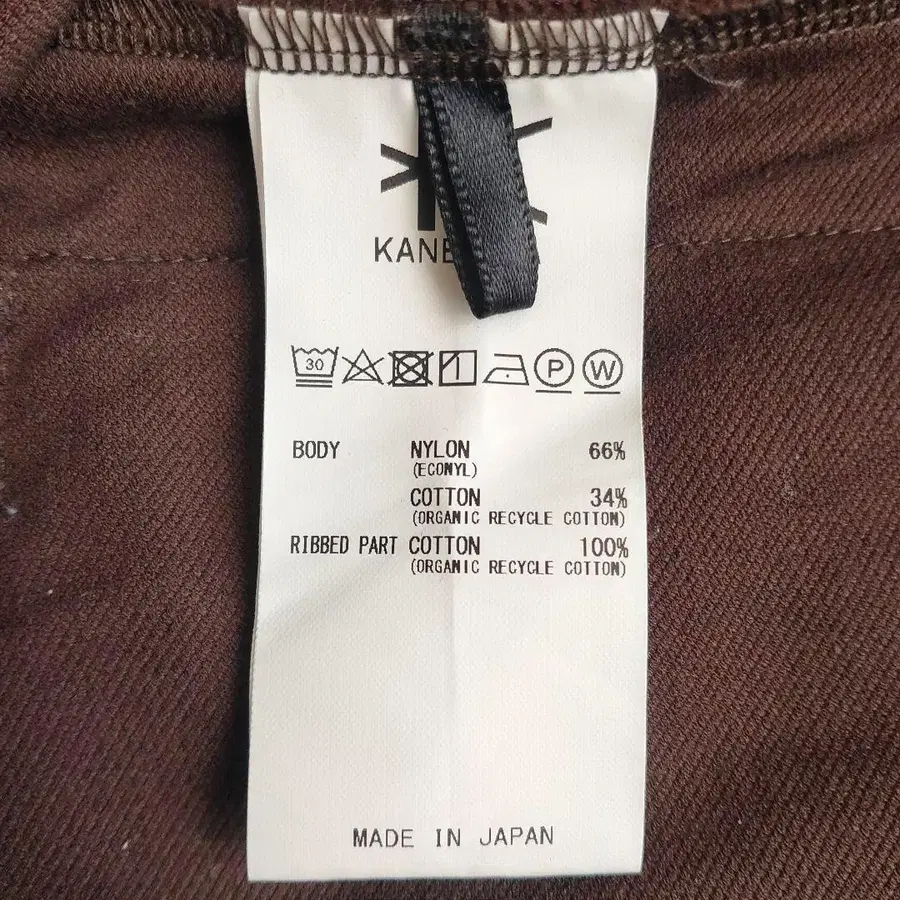 30
P W
BODY NYLON 66%
(ECONYL)
COTTON 34%
(ORGANIC RECYCLE COTTON)
RIBBED PART COTTON 100%
(ORGANIC RECYCLE COTTON)
MADE IN JAPAN